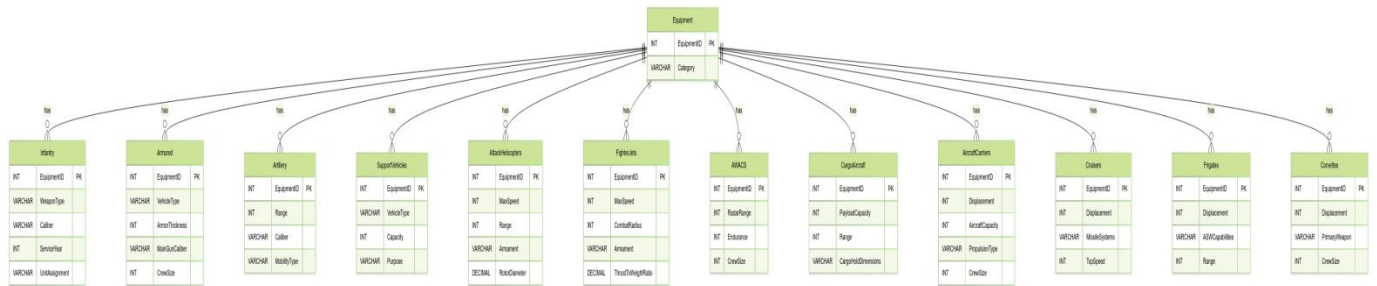 Equipment
INT EquipmentID PK
VARCHAR Category
has has has has has has has has has has has has
Infantry
INT EquipmentID PK
VARCHAR WeaponType
VARCHAR Caliber
INT ServiceYear
VARCHAR UnitAssignment
Armored
INT EquipmentID PK
VARCHAR VehicleType
INT ArmorThickness
VARCHAR MainGunCaliber
INT CrewSize
Artillery
INT EquipmentID PK
INT Range
VARCHAR Caliber
VARCHAR MobilityType
SupportVehicles
INT EquipmentID PK
VARCHAR VehicleType
INT Capacity
VARCHAR Purpose
AttackHelicopters
INT EquipmentID PK
INT MaxSpeed
INT Range
VARCHAR Armament
DECIMAL RotorDiameter
FighterJets
INT EquipmentID PK
INT MaxSpeed
INT CombatRadius
VARCHAR Armament
DECIMAL ThrustToWeightRatio
AWACS
INT EquipmentID PK
INT RadarRange
INT Endurance
INT CrewSize
CargoAircraft
INT EquipmentID PK
INT PayloadCapacity
INT Range
VARCHAR CargoHoldDimensions
AircraftCarriers
INT EquipmentID PK
INT Displacement
INT AircraftCapacity
VARCHAR PropulsionType
INT CrewSize
Cruisers
INT EquipmentID PK
INT Displacement
VARCHAR MissileSystems
INT TopSpeed
Frigates
INT EquipmentID PK
INT Displacement
VARCHAR ASWCapabilities
INT Range
Corvettes
INT EquipmentID PK
INT Displacement
VARCHAR PrimaryWeapon
INT CrewSize